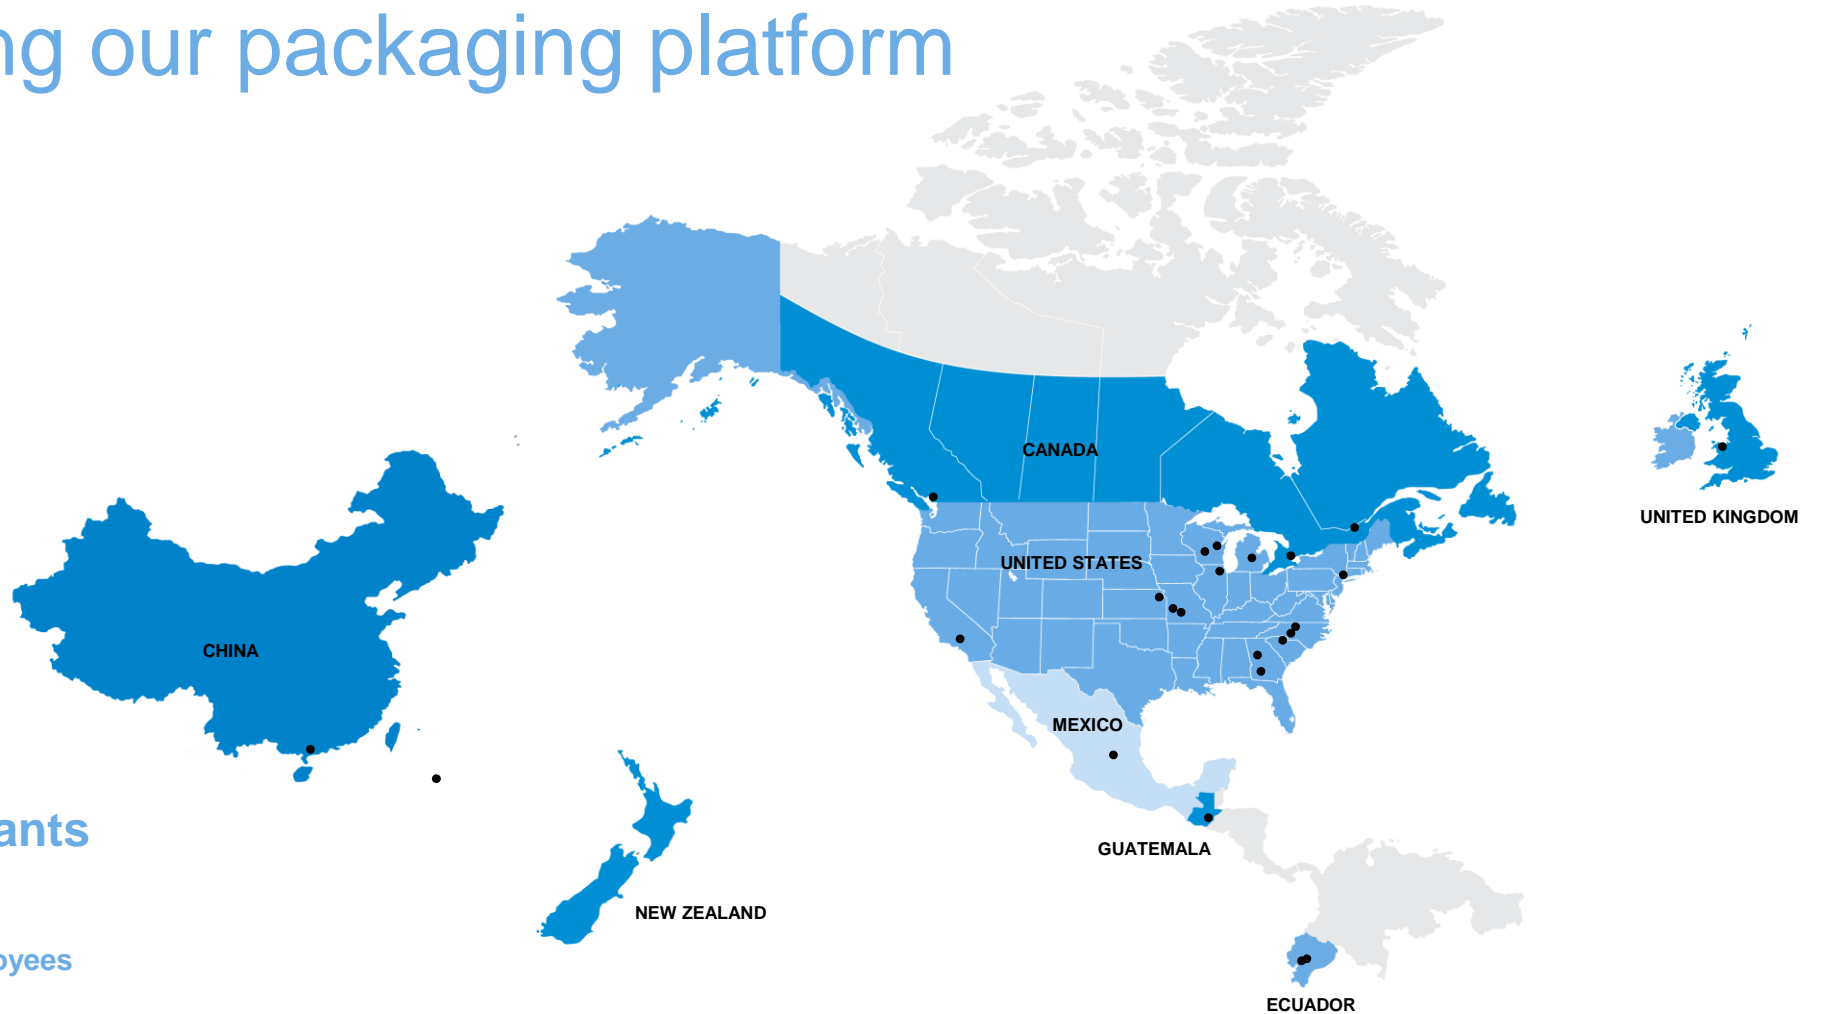 ng our packaging platform
CANADA
UNITED KINGDOM
UNITED STATES
CHINA
MEXICO
ants
GUATEMALA
NEW ZEALAND
oyees
ECUADOR